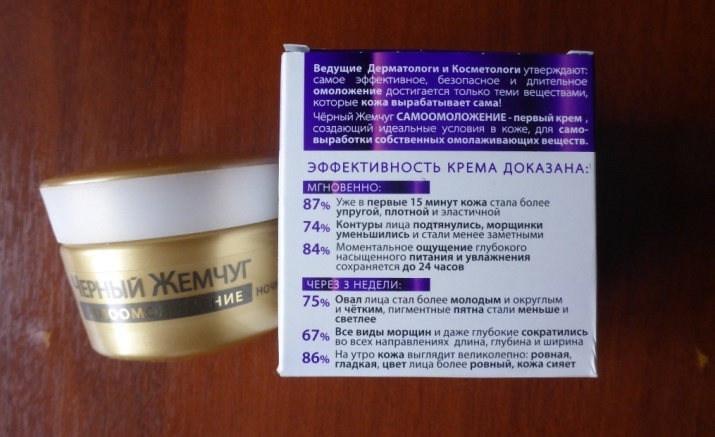 Ведущие Дерматологи и Косметологи утверждают:
самое эффективное, безопасное и длительное
омоложение достигается только теми веществами,
которые кожа вырабатывает сама!
Чёрный Жемчуг САМООМОЛОЖЕНИЕ - первый крем ,
создающий идеальные условия в коже, для само-
выработки собственных омолаживающих веществ.
ЭФФЕКТИВНОСТЬ КРЕМА ДОКАЗАНА:
МГНОВЕННО:
87% Уже в первые 15 минут кожа стала более
упругой, плотной и эластичной
74% Контуры лица подтянулись, морщинки
уменьшились и стали менее заметными
84% Моментальное ощущение глубокого
насыщенного питания и увлажнения
сохраняется до 24 часов
ЧЕРЕЗ 3 НЕДЕЛИ:
75% Овал лица стал более молодым и округлым
и чётким, пигментные пятна стали меньше и
светлее
67% Все виды морщин и даже глубокие сократились
во всех направлениях длина, глубина и ширина
86% На утро кожа выглядит великолепно: ровная,
гладкая, цвет лица более ровный, кожа сияет
ЧЕРНЫЙ ЖЕМЧУГ